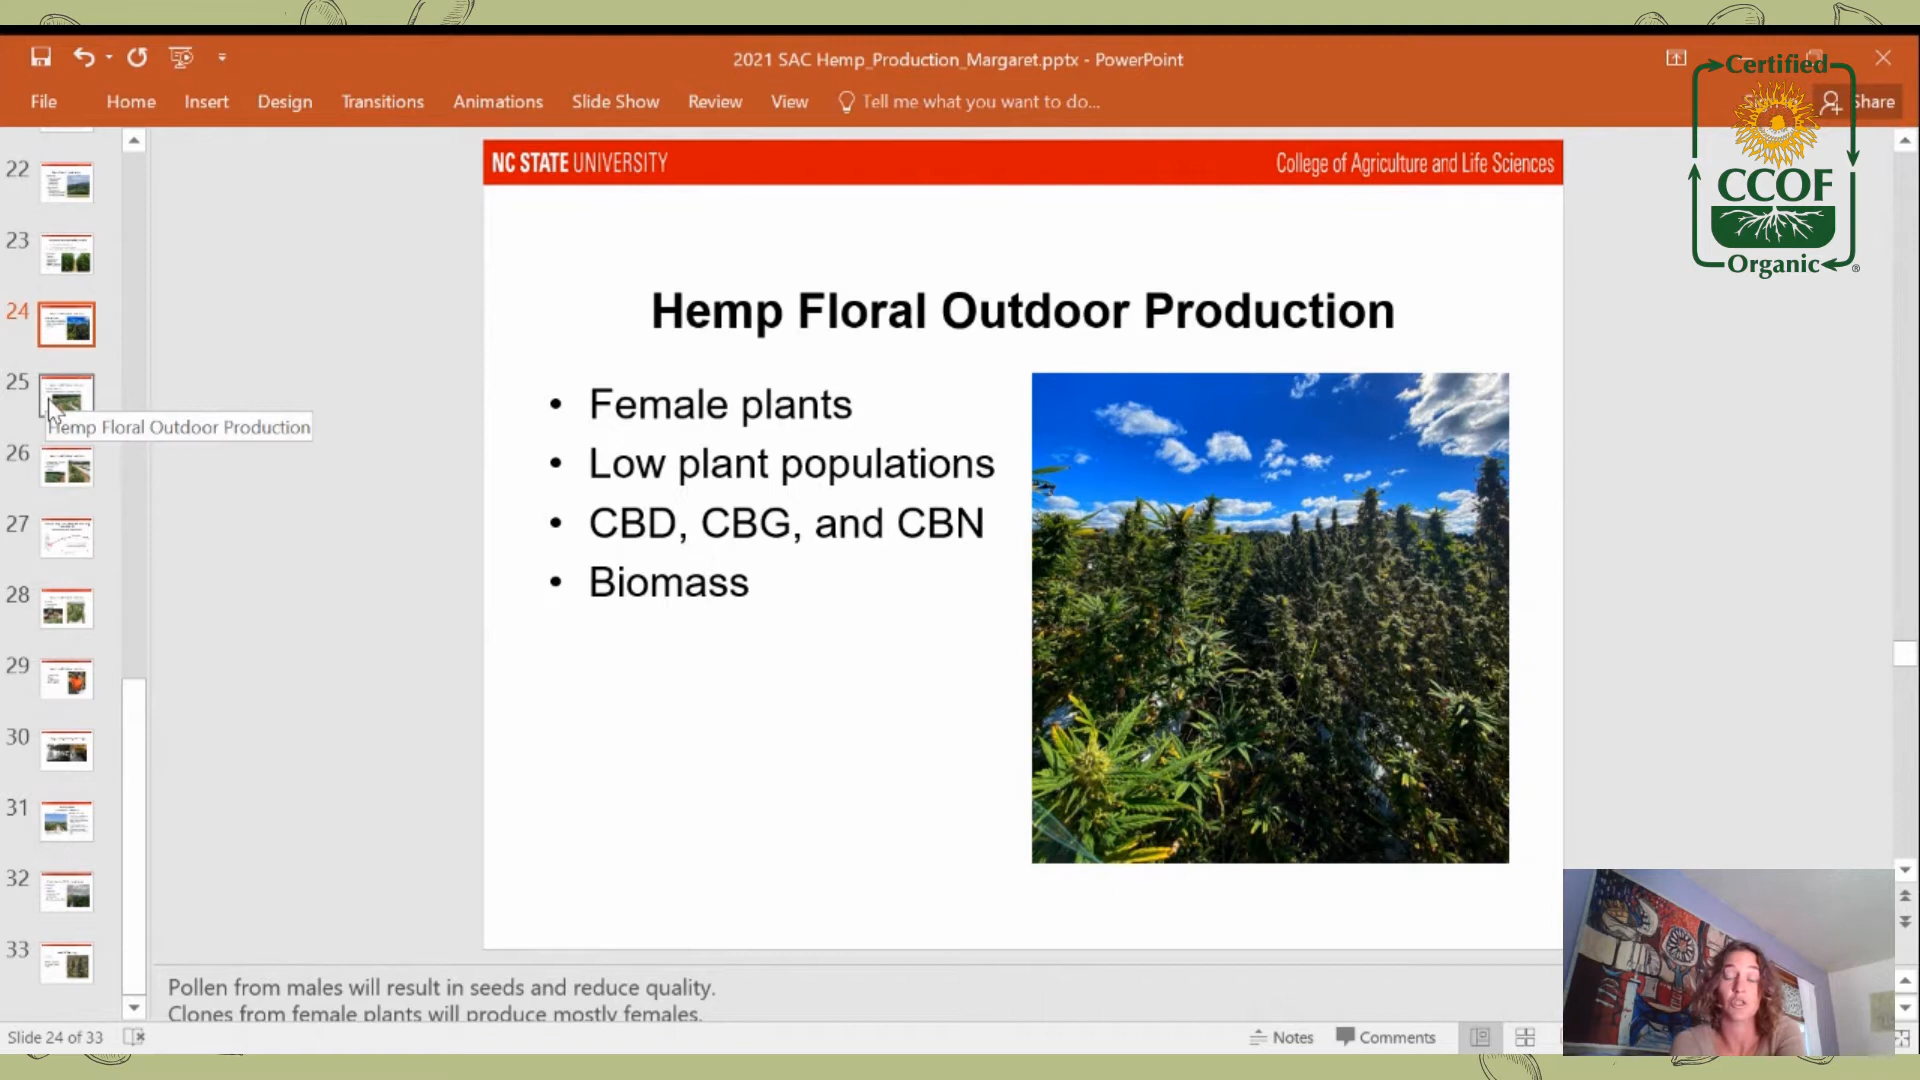 2021 SAC Hemp_Production_Margaret.pptx - PowerPoint
File Home Insert Design Transitions Animations Slide Show Review View Tell me what you want to do... Share
Certified
CCOF
Organic
®
NC STATE UNIVERSITY College of Agriculture and Life Sciences
22
23
24
25
Hemp Floral Outdoor Production
26
27
28
29
30
31
32
33
Hemp Floral Outdoor Production
• Female plants
• Low plant populations
• CBD, CBG, and CBN
• Biomass
Pollen from males will result in seeds and reduce quality.
Clones from female plants will produce mostly females.
Slide 24 of 33 Notes Comments